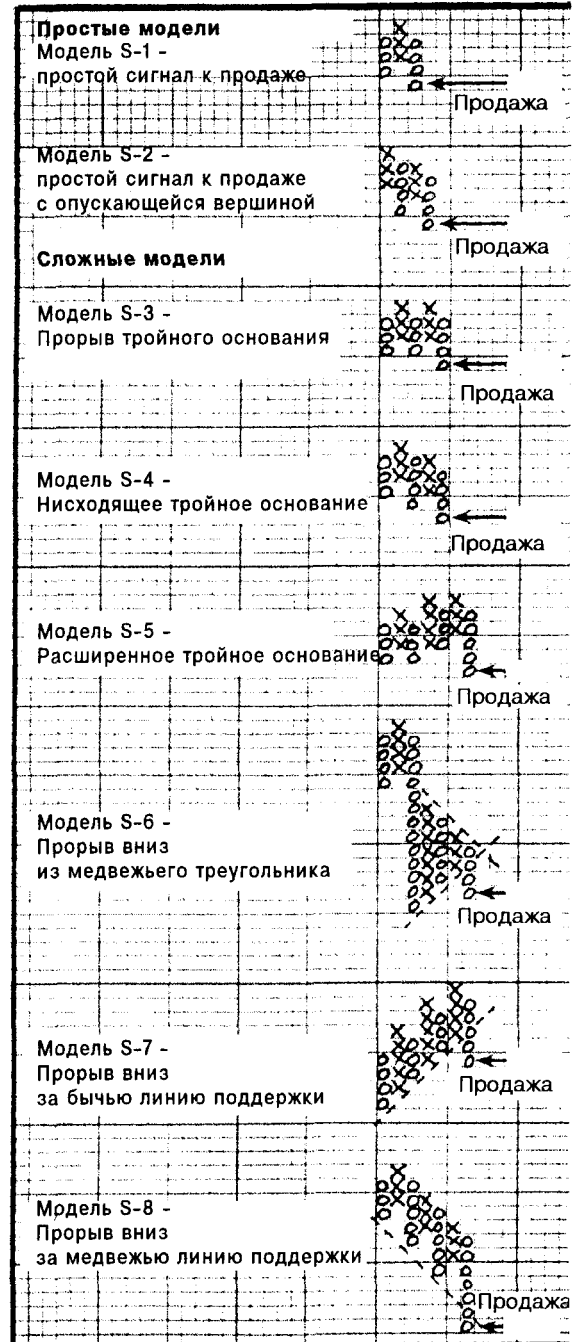 Простые модели
Модель S-1 -
простой сигнал к продаже
Продажа
Модель S-2 -
простой сигнал к продаже
с опускающейся вершиной
Продажа
Сложные модели
Модель S-3 -
Прорыв тройного основания
Продажа
Модель S-4 -
Нисходящее тройное основание
Продажа
Модель S-5 -
Расширенное тройное основание
Продажа
Модель S-6 -
Прорыв вниз
из медвежьего треугольника
Продажа
Модель S-7 -
Прорыв вниз
за бычью линию поддержки
Продажа
Модель S-8 -
Прорыв вниз
за медвежью линию поддержки
Продажа